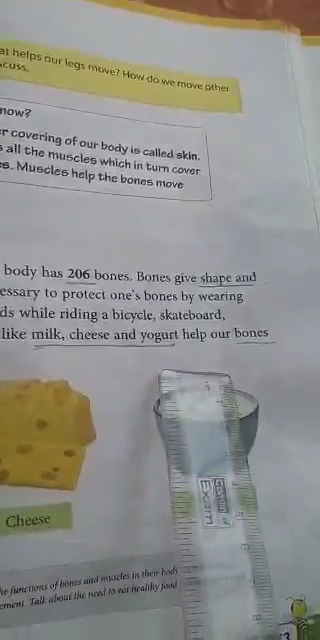 at helps our legs move? How do we move other
cuss.
now?
r covering of our body is called skin.
s all the muscles which in turn cover
es. Muscles help the bones move
body has 206 bones. Bones give shape and
essary to protect one's bones by wearing
ds while riding a bicycle, skateboard,
like milk, cheese and yogurt help our bones
Cheese
Exam
he functions of bones and muscles in their body
ement. Talk about the need to eat healthy food
3